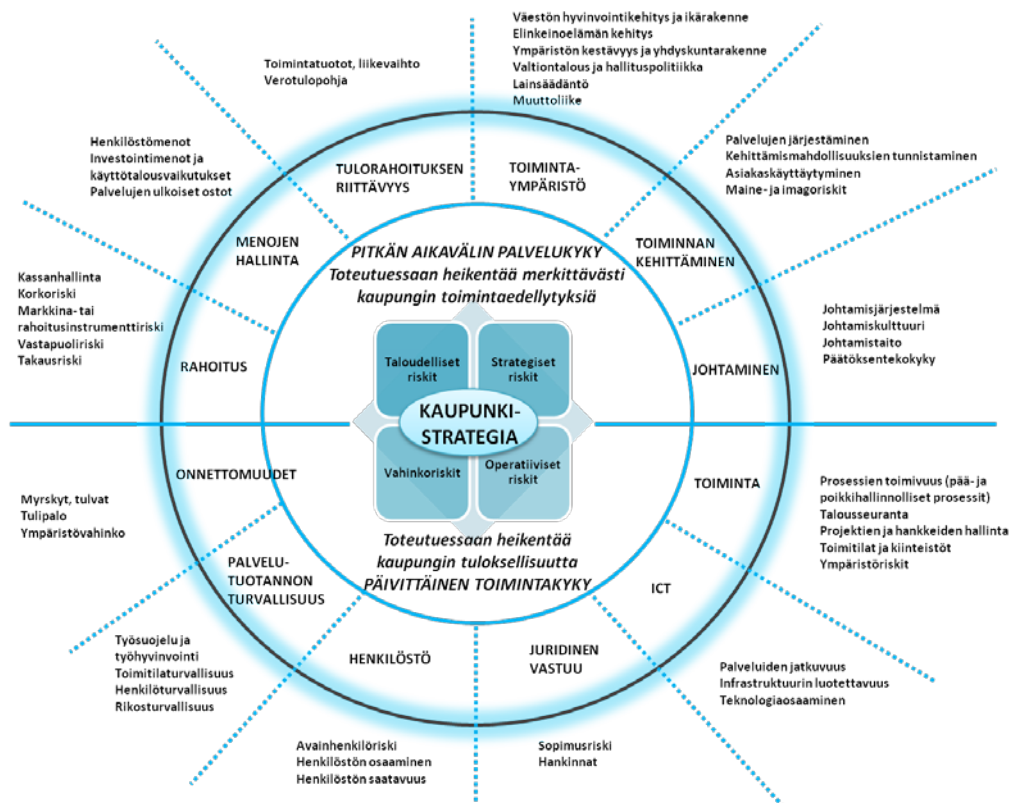 Väestön hyvinvointikehitys ja ikärakenne
Elinkeinoelämän kehitys
Ympäristön kestävyys ja yhdyskuntarakenne
Valtiontalous ja hallituspolitiikka
Lainsäädäntö
Muuttoliike
Toimintatuotot, liikevaihto
Verotulopohja
Henkilöstömenot
Investointimenot ja
käyttötalousvaikutukset
Palvelujen ulkoiset ostot
Palvelujen järjestäminen
Kehittämismahdollisuuksien tunnistaminen
Asiakaskäyttäytyminen
Maine- ja imagoriskit
TULORAHOITUKSEN
RIITTÄVYYS
TOIMINTA-
YMPÄRISTÖ
MENOJEN
HALLINTA
TOIMINNAN
KEHITTÄMINEN
PITKÄN AIKAVÄLIN PALVELUKYKY
Toteutuessaan heikentää merkittävästi
kaupungin toimintaedellytyksiä
Kassanhallinta
Korkoriski
Markkina- tai
rahoitusinstrumenttiriski
Vastapuoliriski
Takausriski
RAHOITUS
Taloudelliset
riskit
Strategiset
riskit
JOHTAMINEN
Johtamisjärjestelmä
Johtamiskulttuuri
Johtamistaito
Päätöksentekokyky
KAUPUNKI-
STRATEGIA
Vahinkoriskit
Operatiiviset
riskit
ONNETTOMUUDET
TOIMINTA
Myrskyt, tulvat
Tulipalo
Ympäristövahinko
Prosessien toimivuus (pää- ja
poikkihallinnolliset prosessit)
Talousseuranta
Projektien ja hankkeiden hallinta
Toimitilat ja kiinteistöt
Ympäristöriskit
Toteutuessaan heikentää
kaupungin tuloksellisuutta
PÄIVITTÄINEN TOIMINTAKYKY
PALVELU-
TUOTANNON
TURVALLISUUS
ICT
HENKILÖSTÖ
JURIDINEN
VASTUU
Työsuojelu ja
työhyvinvointi
Toimitilaturvallisuus
Henkilöturvallisuus
Rikosturvallisuus
Palveluiden jatkuvuus
Infrastruktuurin luotettavuus
Teknologiaosaaminen
Avainhenkilöriski
Henkilöstön osaaminen
Henkilöstön saatavuus
Sopimusriski
Hankinnat